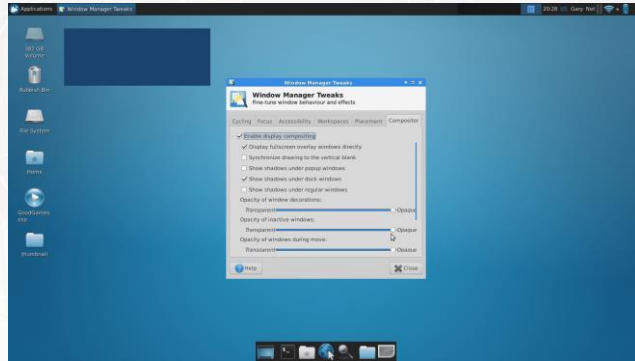 Applications
Window Manager Tweaks
20:28
Gary Nel
Rubbish Bin
File System
Home
thumbnail
Window Manager Tweaks
Window Manager Tweaks
Fine-tune window behaviour and effects
Cycling Focus Accessibility Workspaces Placement Compositor
Enable display compositing
Display fullscreen overlay windows directly
Synchronize drawing to the vertical blank
Show shadows under popup windows
Show shadows under dock windows
Show shadows under regular windows
Opacity of window decorations:
Transparent Opaque
Opacity of inactive windows:
Transparent Opaque
Opacity of windows during move:
Transparent Opaque
Help Close